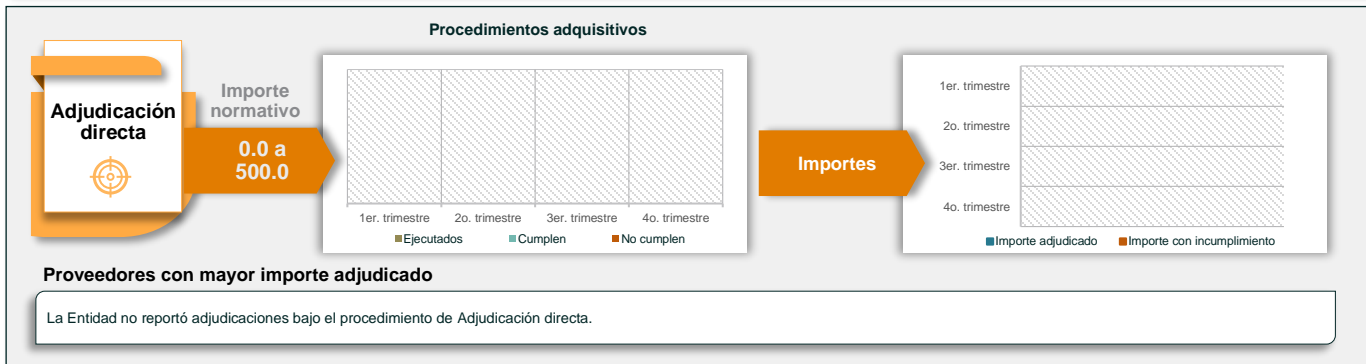 Procedimientos adquisitivos
Adjudicación
directa
Importe
normativo
0.0 a
500.0
1er. trimestre 2o. trimestre 3er. trimestre 4o. trimestre
Ejecutados Cumplen No cumplen
Importes
1er. trimestre
2o. trimestre
3er. trimestre
4o. trimestre
Importe adjudicado Importe con incumplimiento
Proveedores con mayor importe adjudicado
La Entidad no reportó adjudicaciones bajo el procedimiento de Adjudicación directa.